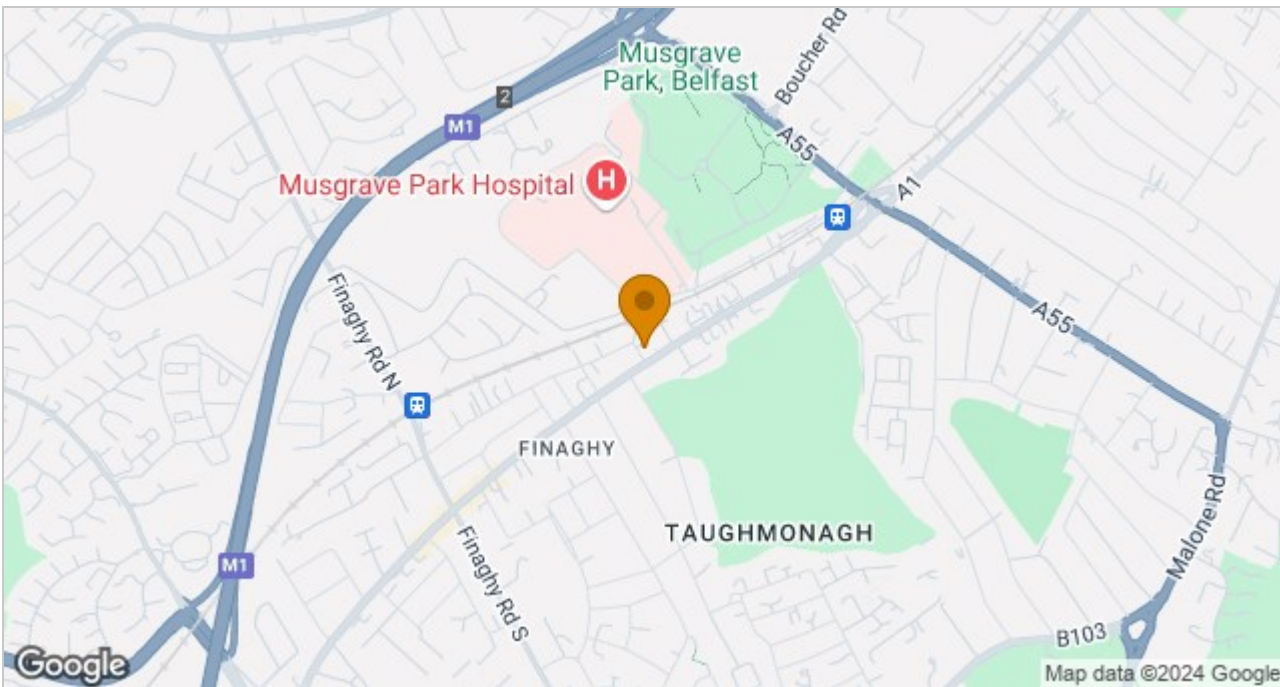 Musgrave
Park, Belfast
Boucher Rd
2
M1
A55
Musgrave Park Hospital
H
A1
Finaghy Rd N
A55
FINAGHY
TAUGHMONAGH
Malone Rd
Finaghy Rd S
M1
B103
Google
Map data ©2024 Google